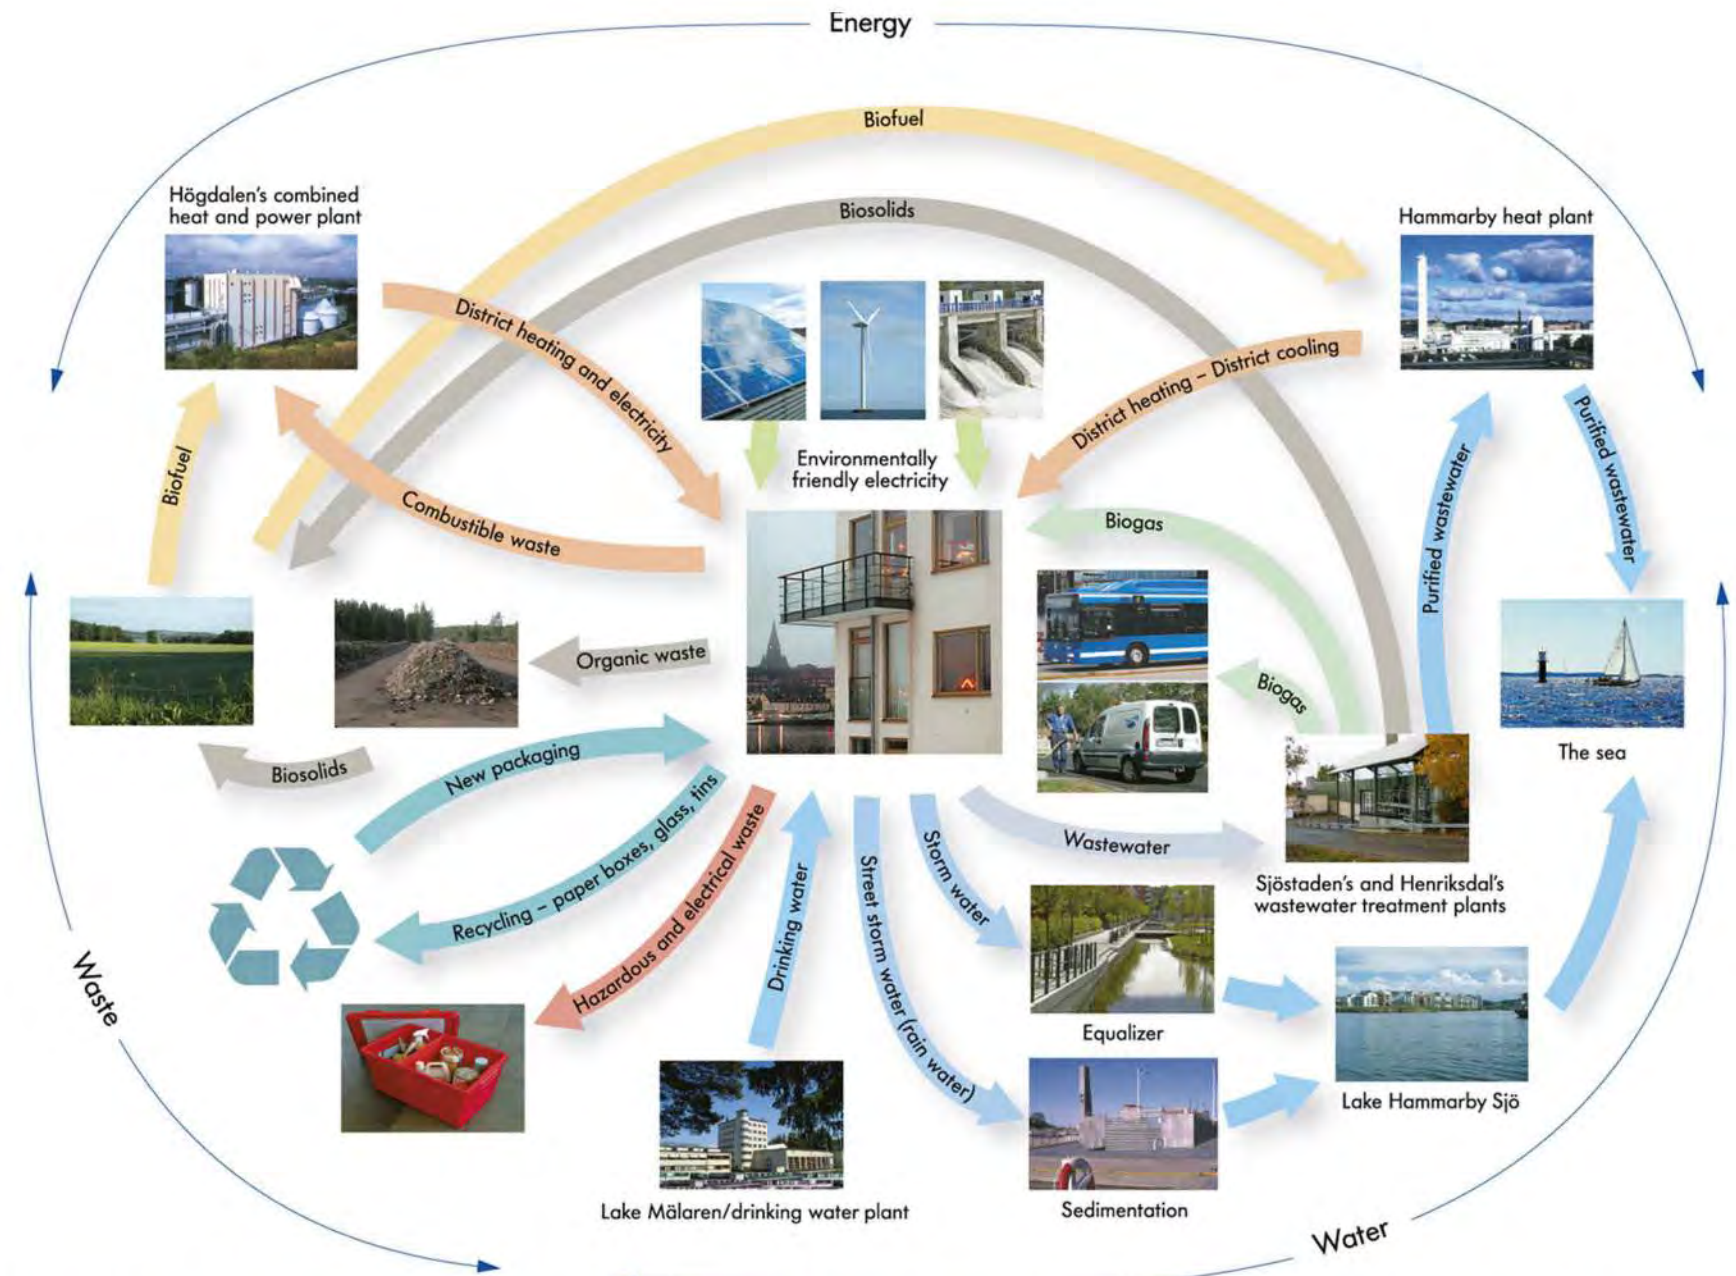 Energy
Biofuel
Biosolids
Högdalen's combined
heat and power plant
Hammarby heat plant
District heating and electricity
District heating – District cooling
Purified wastewater
Environmentally
friendly electricity
Biofuel
Combustible waste
Biogas
Purified wastewater
Organic waste
Biogas
The sea
Biosolids
New packaging
Recycling – paper boxes, glass, tins
Hazardous and electrical waste
Drinking water
Street storm water (rain water)
Storm water
Wastewater
Sjöstaden's and Henriksdal's
wastewater treatment plants
Waste
Equalizer
Lake Hammarby Sjö
Lake Mälaren/drinking water plant
Sedimentation
Water